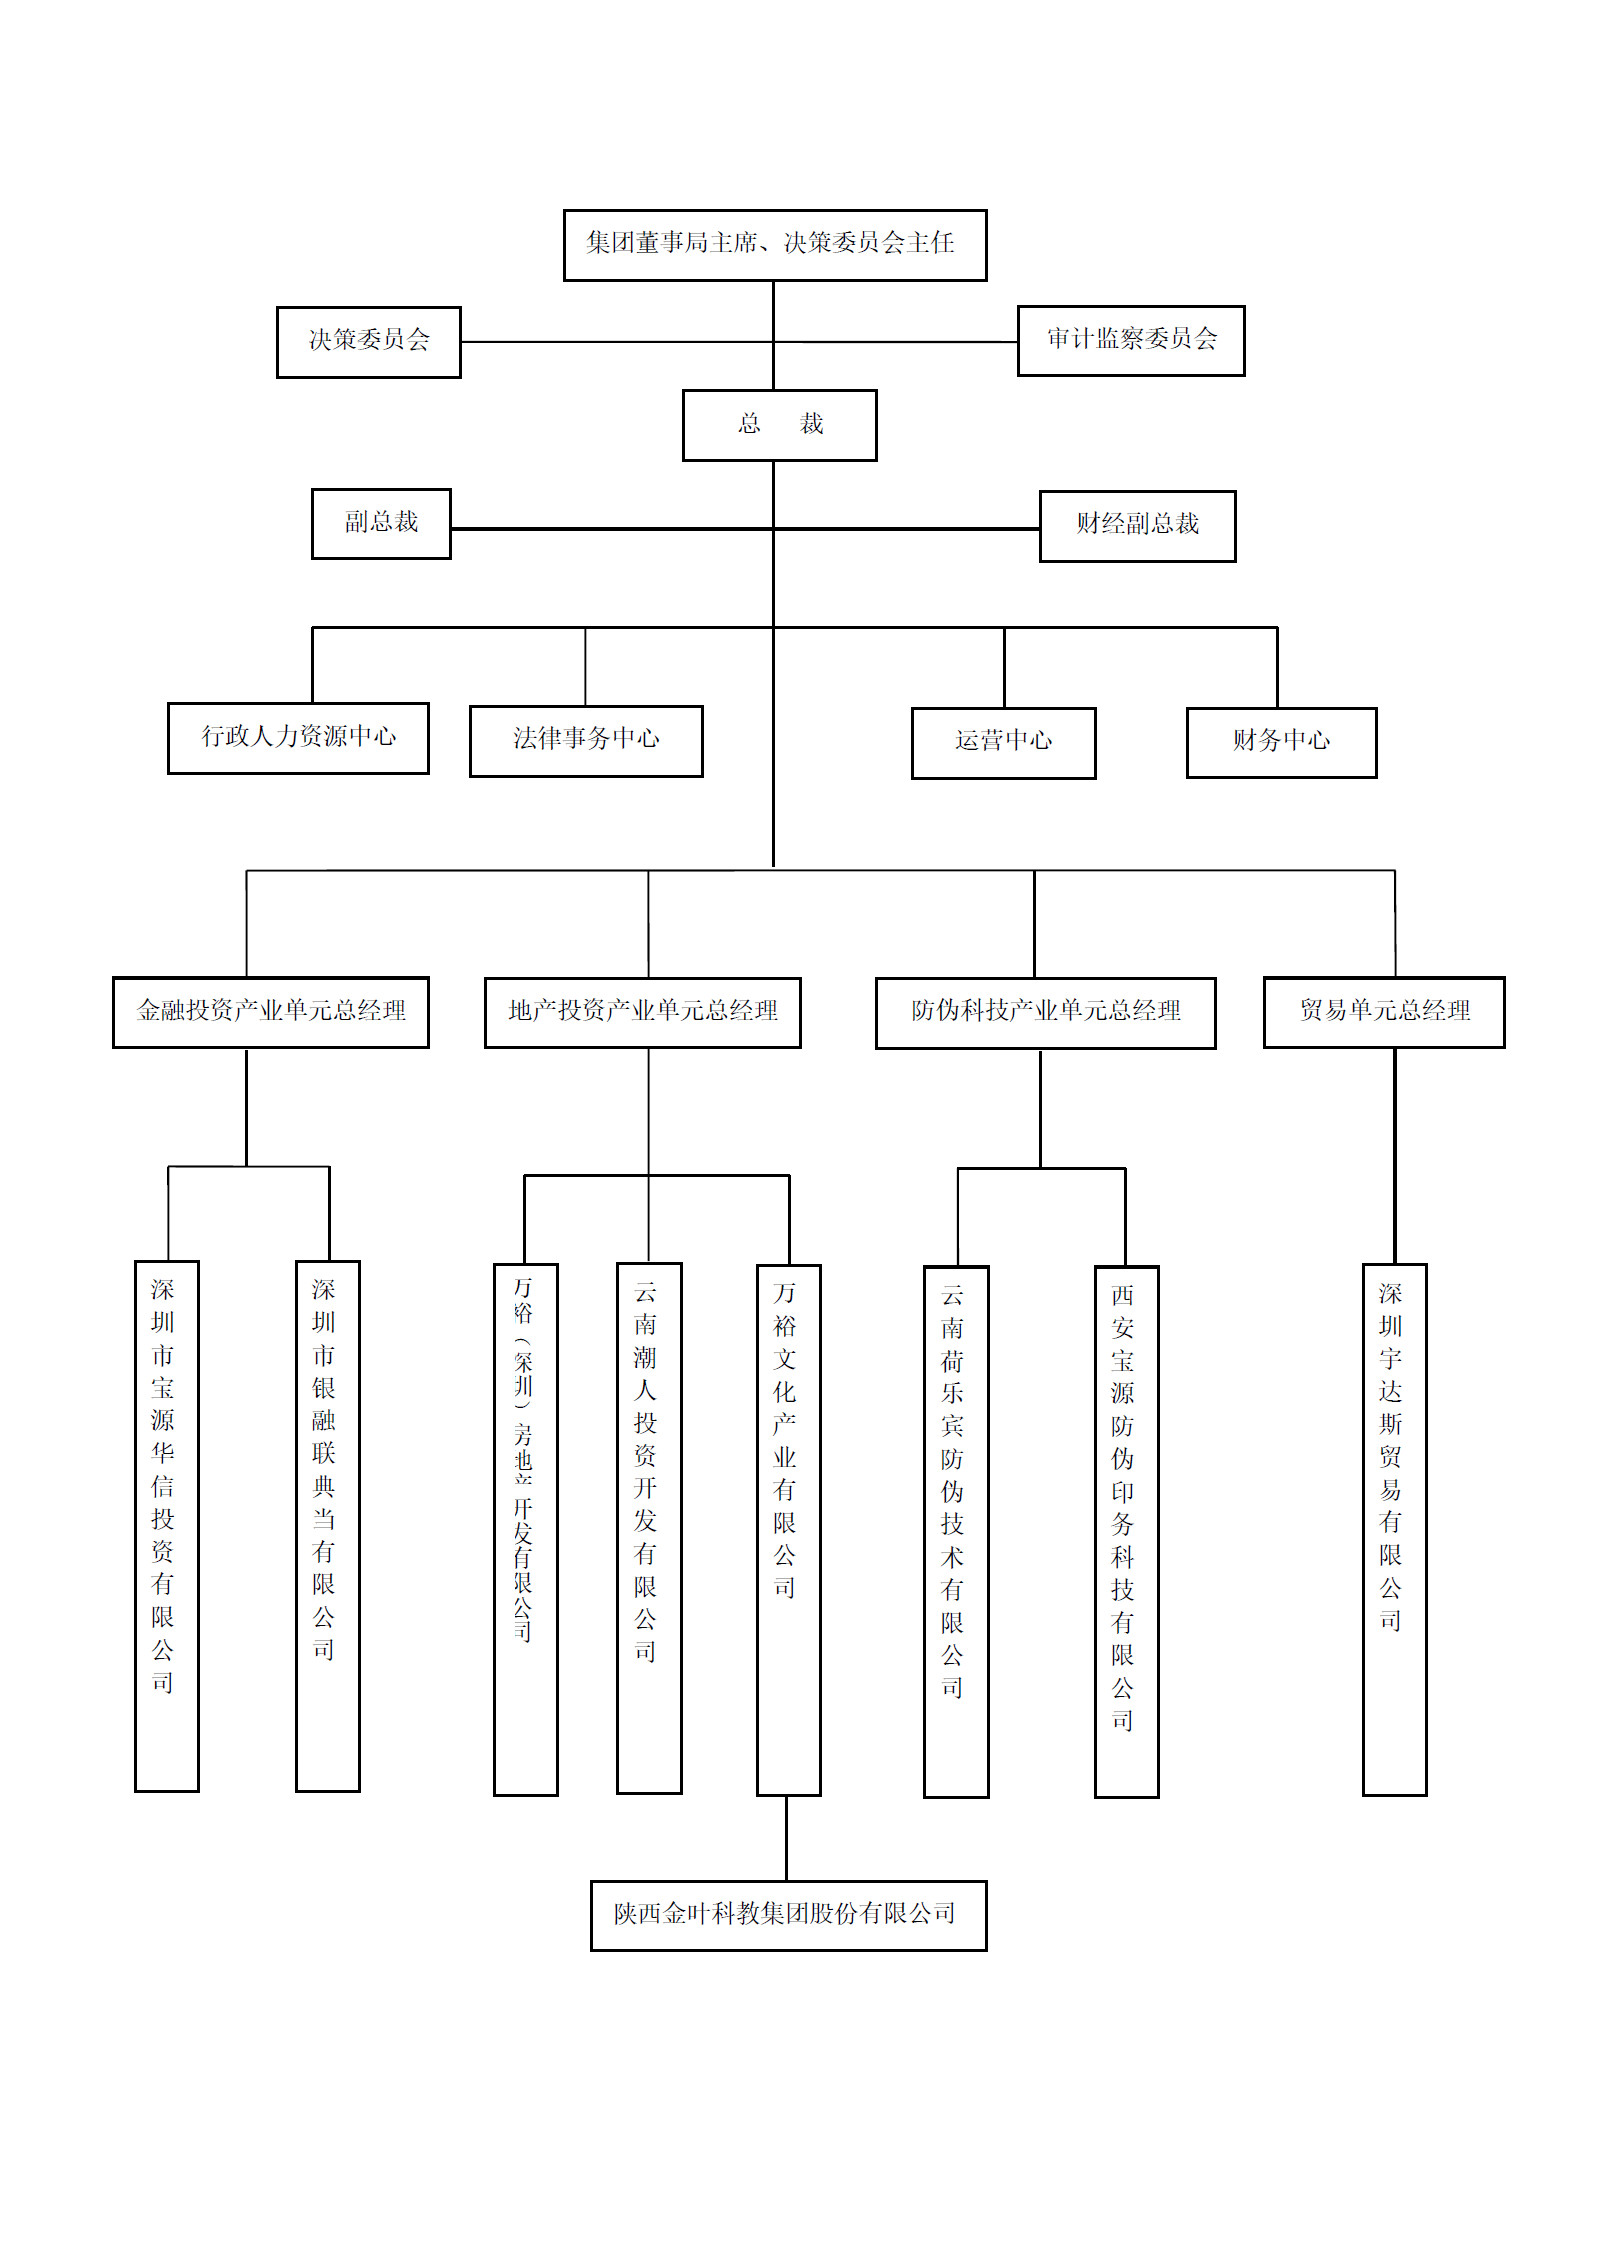 集团董事局主席、决策委员会主任
决策委员会
审计监察委员会
总 裁
副总裁
财经副总裁
行政人力资源中心
法律事务中心
运营中心
财务中心
金融投资产业单元总经理
地产投资产业单元总经理
防伪科技产业单元总经理
贸易单元总经理
深圳市宝源华信投资有限公司
深圳市银融联典当有限公司
万裕（深圳）房地产开发有限公司
云南潮人投资开发有限公司
万裕文化产业有限公司
云南荷乐宾防伪技术有限公司
西安宝源防伪印务科技有限公司
深圳宇达斯贸易有限公司
陕西金叶科教集团股份有限公司